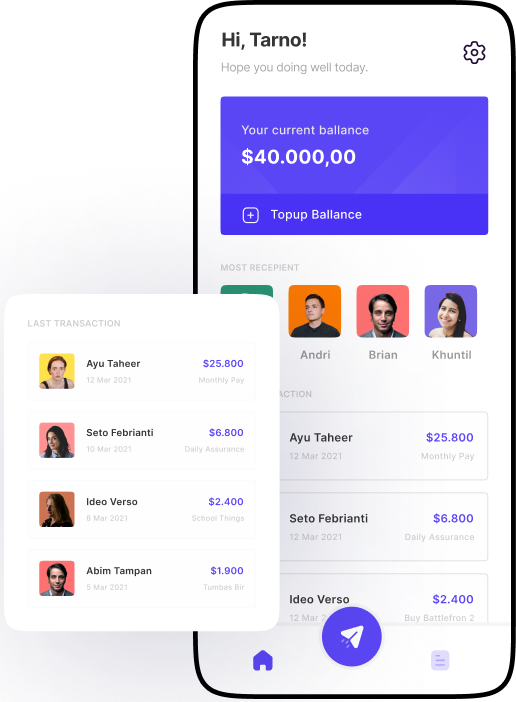 Hi, Tarno!
Hope you doing well today.
Your current ballance
$40.000,00
Topup Ballance
MOST RECEPIENT
Andri
Brian
Khuntil
LAST TRANSACTION
Ayu Taheer
$25.800
12 Mar 2021
Monthly Pay
Seto Febrianti
$6.800
10 Mar 2021
Daily Assurance
Ideo Verso
$2.400
8 Mar 2021
School Things
Abim Tampan
$1.900
5 Mar 2021
Tumbas Bir
ACTION
Ayu Taheer
$25.800
12 Mar 2021
Monthly Pay
Seto Febrianti
$6.800
12 Mar 2021
Daily Assurance
Ideo Verso
$2.400
12 Mar 2
Buy Battlefron 2